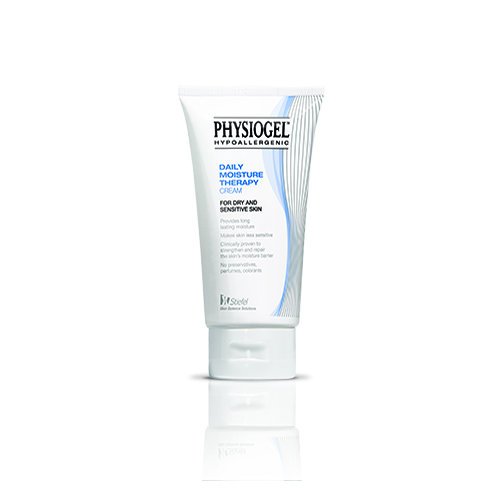 PHYSIOGEL
HYPOALLERGENIC
DAILY
MOISTURE
THERAPY
CREAM
FOR DRY AND
SENSITIVE SKIN
Provides long
lasting moisture
Makes skin less sensitive
Clinically proven to
strengthen and repair
the skin's moisture barrier
No preservatives,
perfumes, colorants
Stiefel